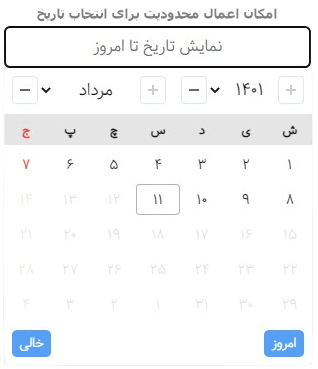 امکان اعمال محدودیت برای انتخاب تاریخ
نمایش تاریخ تا امروز
+ ۱۴۰۱ − + مرداد −
ش ی د س چ پ ج
۱ ۲ ۳ ۴ ۵ ۶ ۷
۸ ۹ ۱۰ ۱۱ ۱۲ ۱۳ ۱۴
۱۵ ۱۶ ۱۷ ۱۸ ۱۹ ۲۰ ۲۱
۲۲ ۲۳ ۲۴ ۲۵ ۲۶ ۲۷ ۲۸
۲۹ ۳۰ ۳۱ ۱ ۲ ۳ ۴
امروز خالی